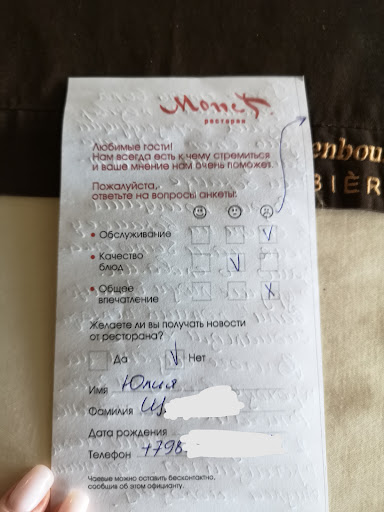 Monet
ресторан
Любимые гости!
Нам всегда есть к чему стремиться
и ваше мнение нам очень поможет.
Пожалуйста,
ответьте на вопросы анкеты:
• Обслуживание
• Качество
блюд
• Общее
впечатление
Желаете ли вы получать новости
от ресторана?
Да
Нет
Имя Юлия
Фамилия
Дата рождения
Телефон +798
Чаевые можно оставить бесконтактно,
сообщив об этом официанту.
enbou
BIÈR